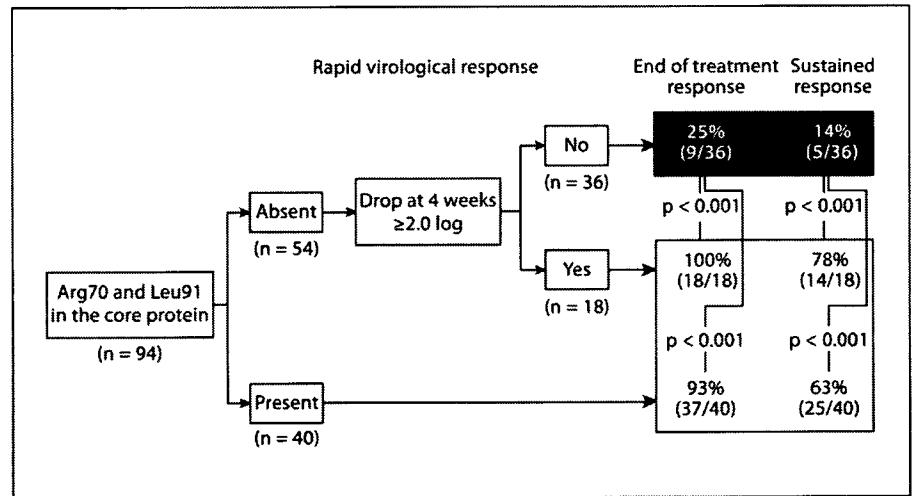 Rapid virological response
End of treatment
response
Sustained
response
No
(n = 36)
25%
(9/36)
14%
(5/36)
p < 0.001
p < 0.001
Absent
(n = 54)
Drop at 4 weeks
≥2.0 log
Yes
(n = 18)
100%
(18/18)
78%
(14/18)
Arg70 and Leu91
in the core protein
(n = 94)
p < 0.001
p < 0.001
Present
(n = 40)
93%
(37/40)
63%
(25/40)